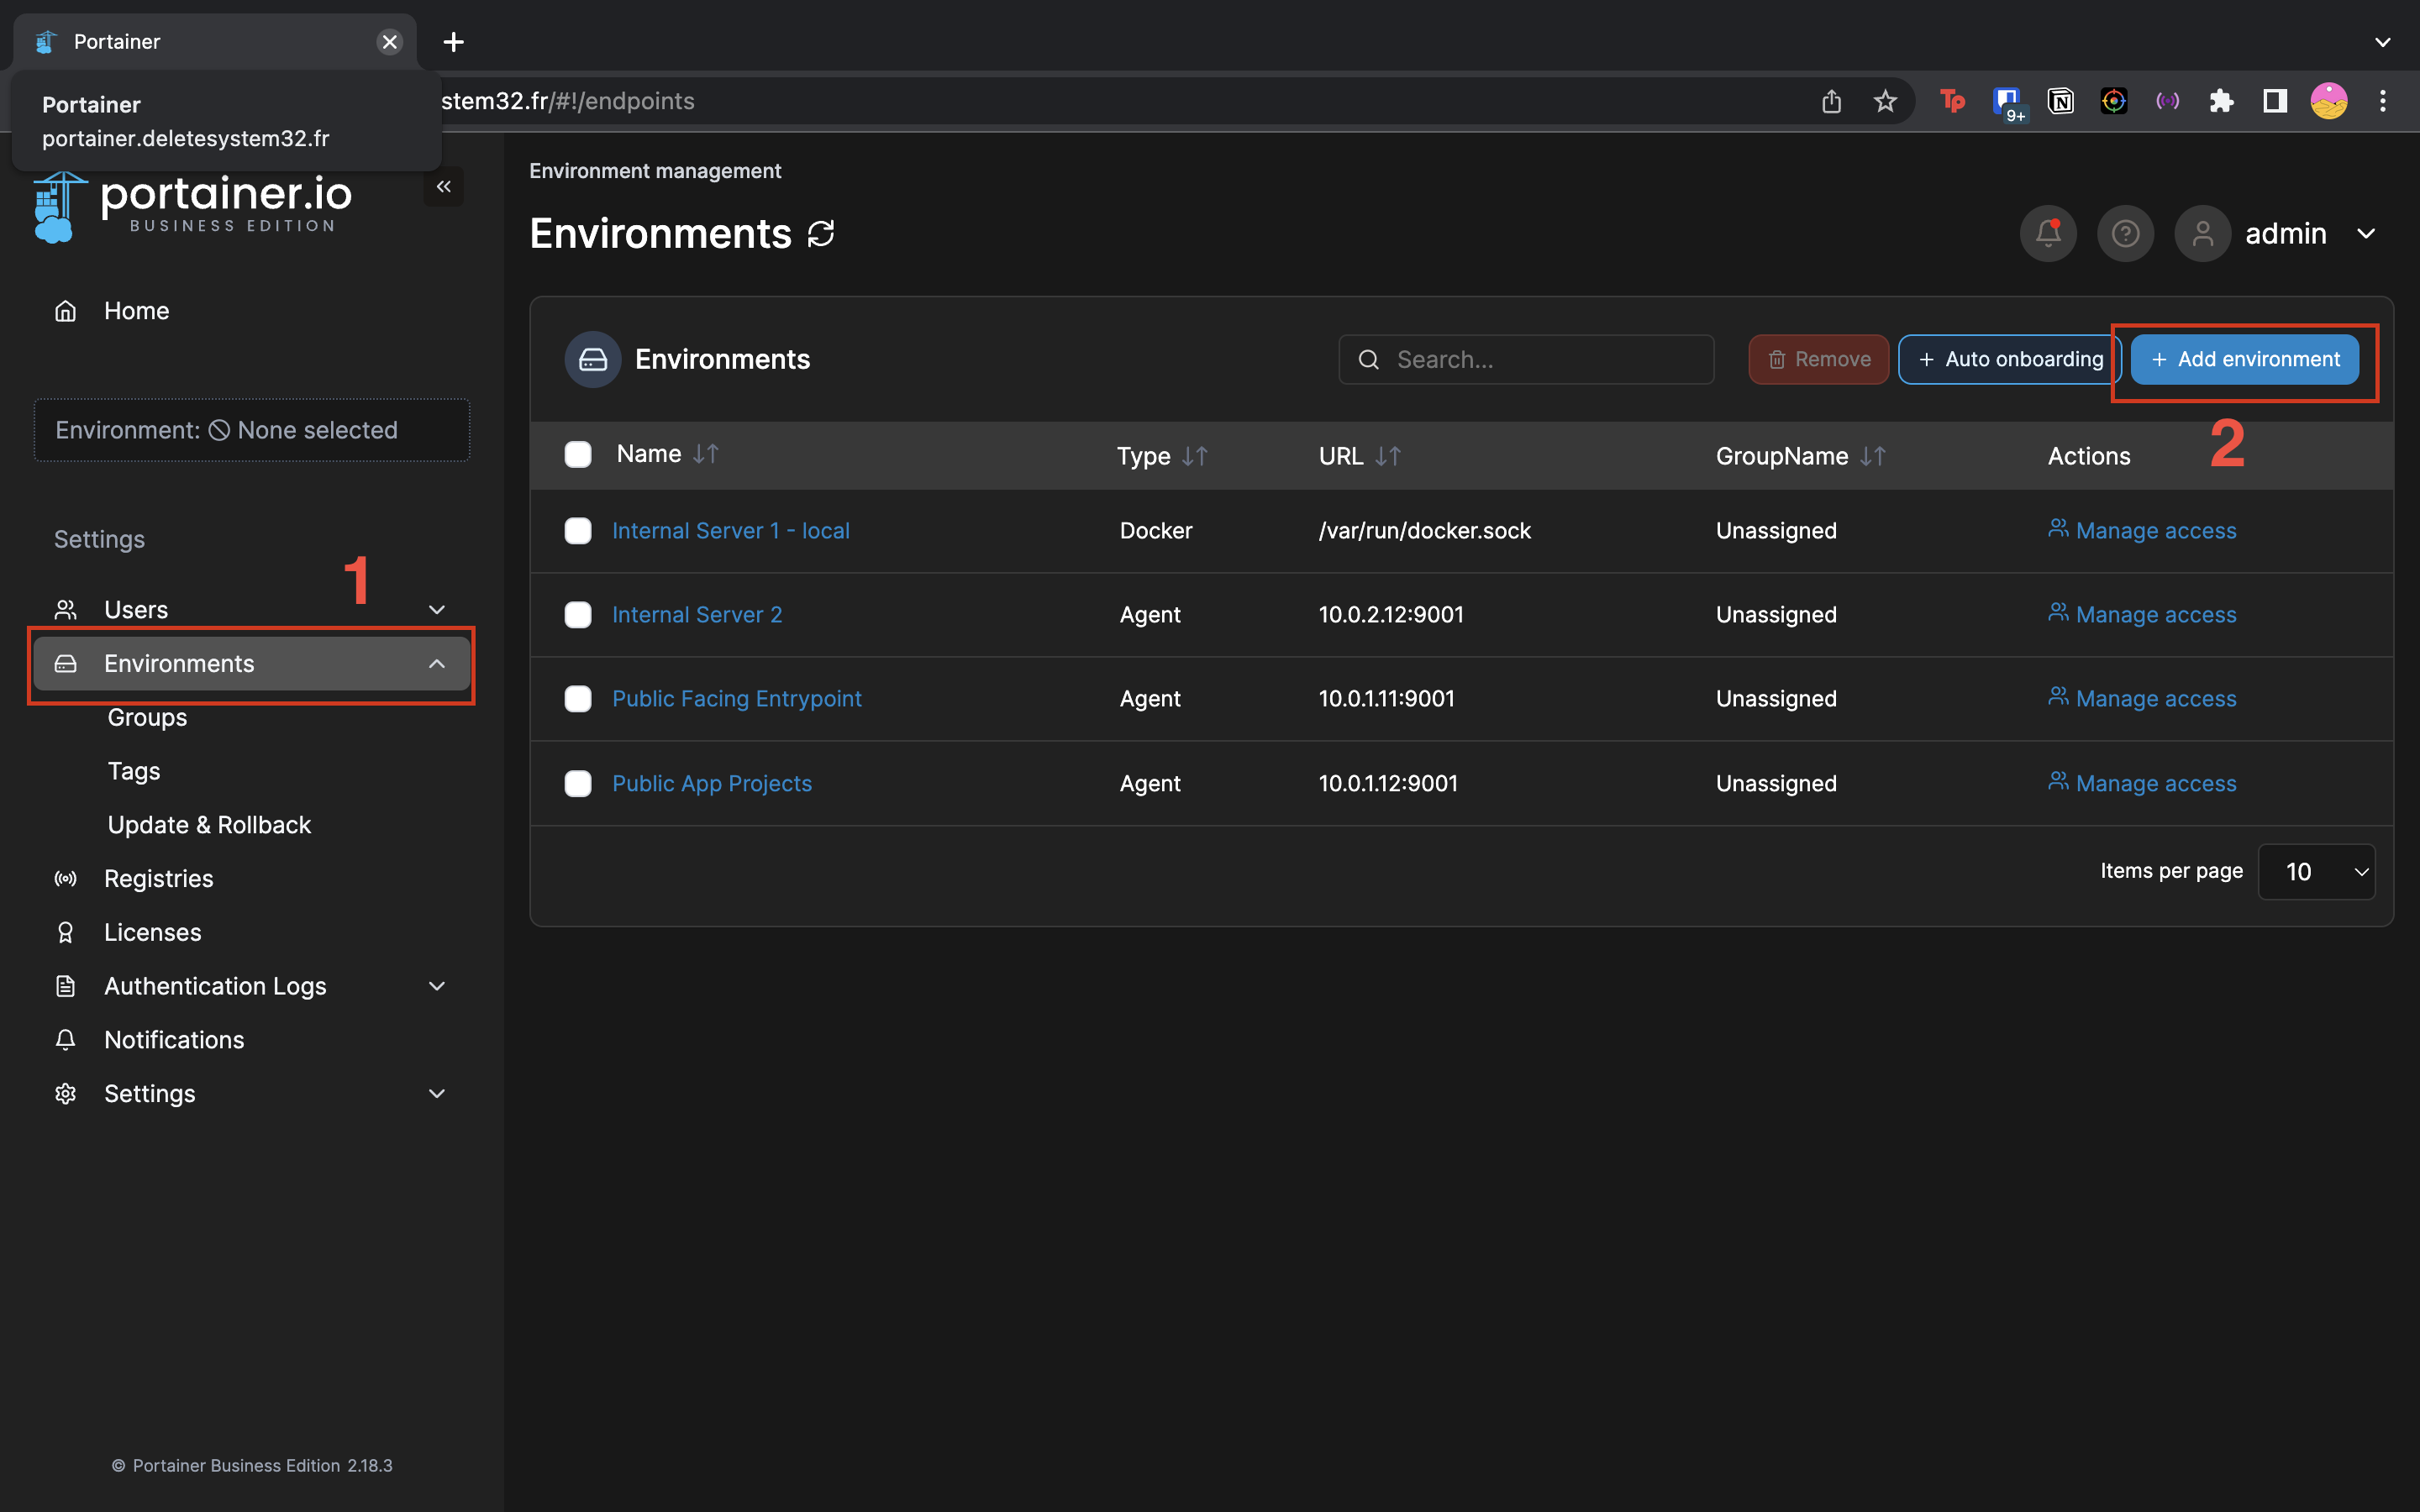 Portainer
Portainer
portainer.deletesystem32.fr
stem32.fr/#!/endpoints
9+
portainer.io
BUSINESS EDITION
Home
Environment: None selected
Settings
1
Users
Environments
Groups
Tags
Update & Rollback
Registries
Licenses
Authentication Logs
Notifications
Settings
© Portainer Business Edition 2.18.3
Environment management
Environments
admin
Environments
Search...
Remove
+ Auto onboarding
+ Add environment
2
Name Type URL GroupName Actions
Internal Server 1 - local Docker /var/run/docker.sock Unassigned Manage access
Internal Server 2 Agent 10.0.2.12:9001 Unassigned Manage access
Public Facing Entrypoint Agent 10.0.1.11:9001 Unassigned Manage access
Public App Projects Agent 10.0.1.12:9001 Unassigned Manage access
Items per page 10